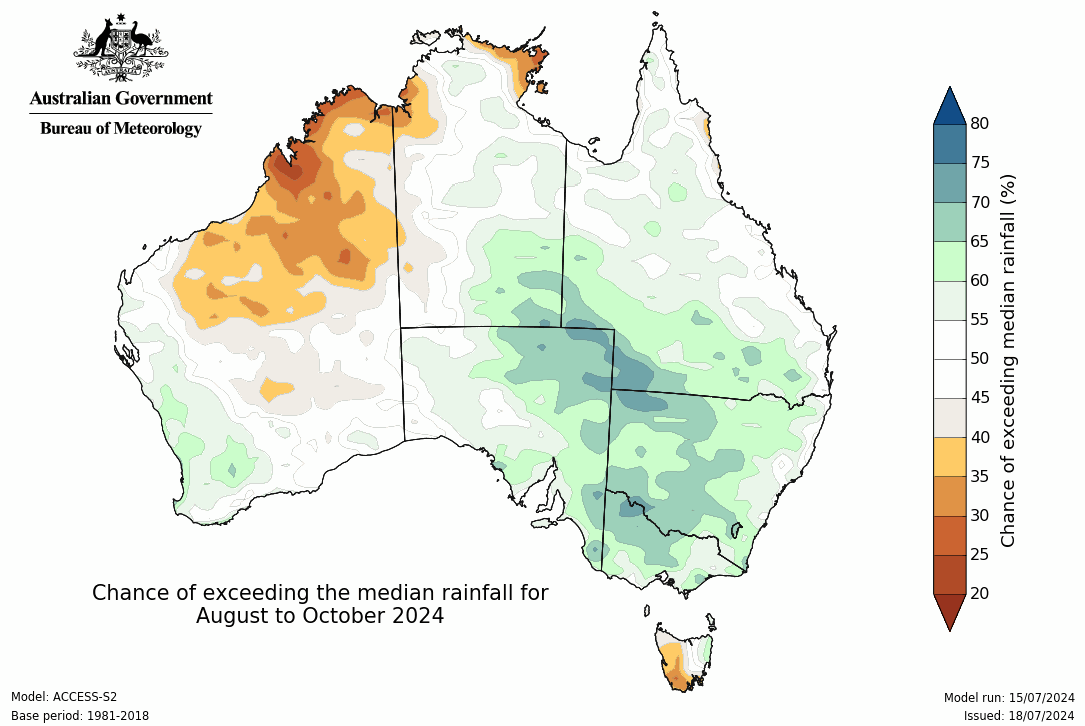 Australian Government
Bureau of Meteorology
80
75
70
65
60
55
50
45
40
35
30
25
20
Chance of exceeding median rainfall (%)
Chance of exceeding the median rainfall for
August to October 2024
Model: ACCESS-S2
Base period: 1981-2018
Model run: 15/07/2024
Issued: 18/07/2024